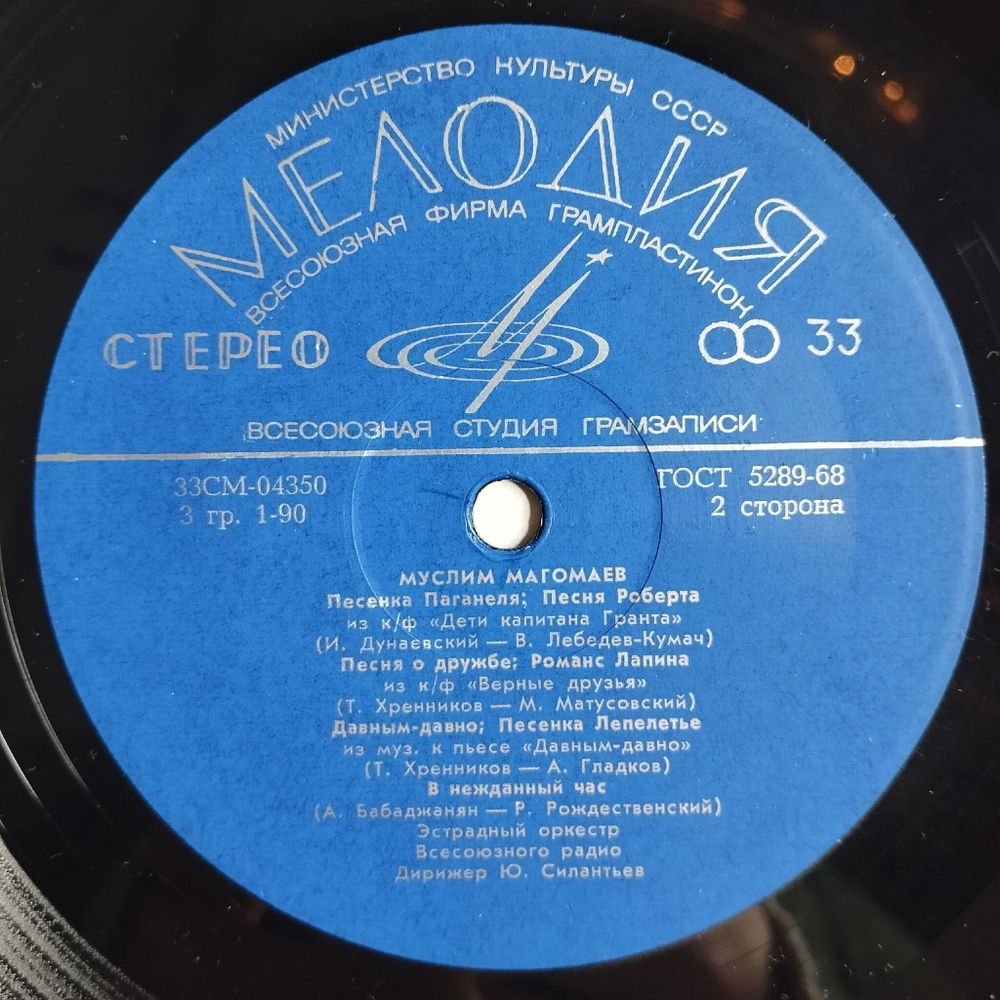 МИНИСТЕРСТВО КУЛЬТУРЫ СССР
МЕЛОДИЯ
ВСЕСОЮЗНАЯ ФИРМА ГРАМПЛАСТИНОК
СТЕРЕО 33
ВСЕСОЮЗНАЯ СТУДИЯ ГРАМЗАПИСИ
33СМ-04350 ГОСТ 5289-68
3 гр. 1-90 2 сторона
МУСЛИМ МАГОМАЕВ
Песенка Паганеля; Песня Роберта
из к/ф «Дети капитана Гранта»
(И. Дунаевский — В. Лебедев-Кумач)
Песня о дружбе; Романс Лапина
из к/ф «Верные друзья»
(Т. Хренников — М. Матусовский)
Давным-давно; Песенка Лепелетье
из муз. к пьесе «Давным-давно»
(Т. Хренников — А. Гладков)
В нежданный час
(А. Бабаджанян — Р. Рождественский)
Эстрадный оркестр
Всесоюзного радио
Дирижер Ю. Силантьев